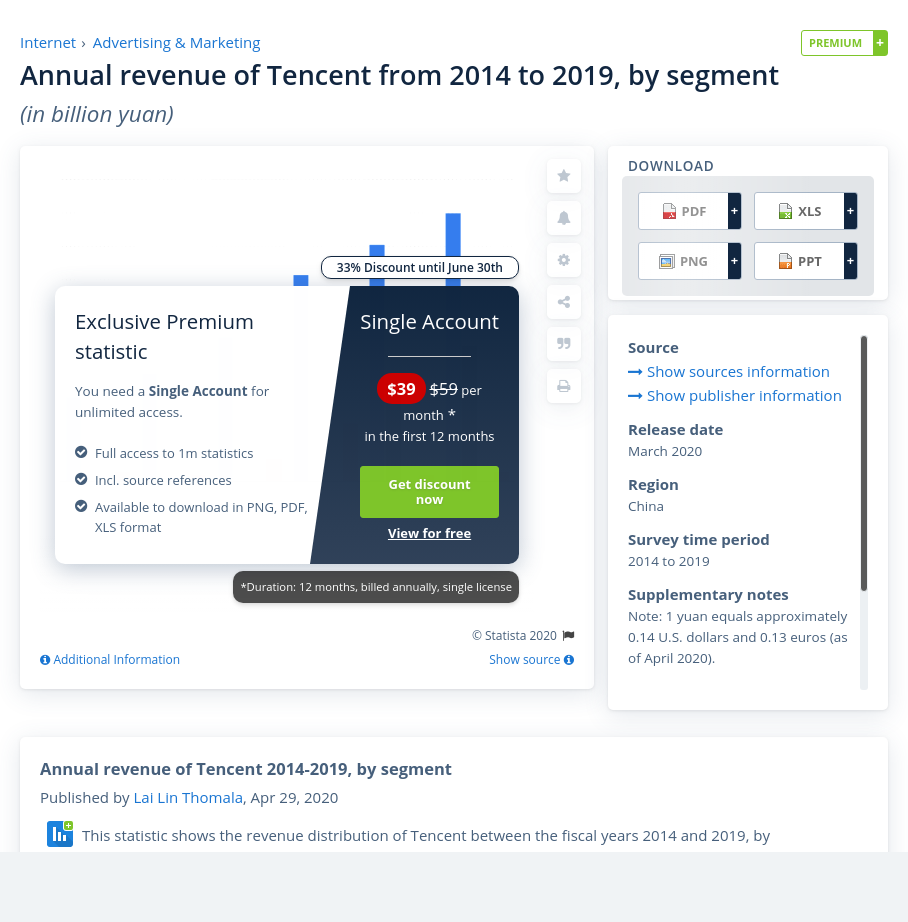 Internet › Advertising & Marketing
PREMIUM +
Annual revenue of Tencent from 2014 to 2019, by segment
(in billion yuan)
33% Discount until June 30th
Exclusive Premium
statistic
You need a Single Account for
unlimited access.
Full access to 1m statistics
Incl. source references
Available to download in PNG, PDF,
XLS format
Single Account
$39 $59 per
month *
in the first 12 months
Get discount
now
View for free
*Duration: 12 months, billed annually, single license
© Statista 2020
Additional Information
Show source
DOWNLOAD
PDF + XLS +
PNG + PPT +
Source
Show sources information
Show publisher information
Release date
March 2020
Region
China
Survey time period
2014 to 2019
Supplementary notes
Note: 1 yuan equals approximately
0.14 U.S. dollars and 0.13 euros (as
of April 2020).
Annual revenue of Tencent 2014-2019, by segment
Published by Lai Lin Thomala, Apr 29, 2020
This statistic shows the revenue distribution of Tencent between the fiscal years 2014 and 2019, by